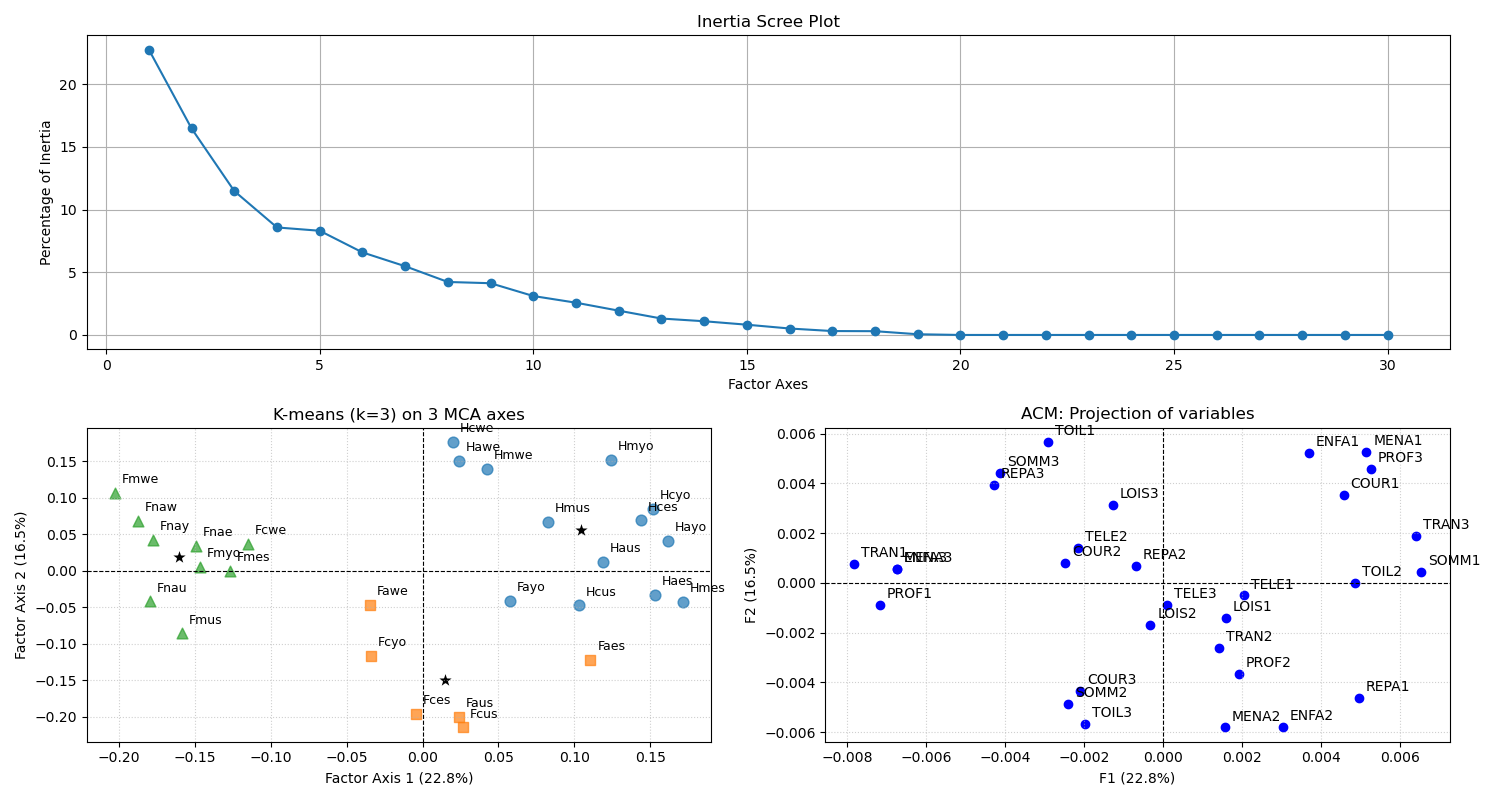 Inertia Scree Plot
Percentage of Inertia
20
15
10
5
0
0 5 10 15 20 25 30
Factor Axes
K-means (k=3) on 3 MCA axes
Factor Axis 2 (16.5%)
0.15
0.10
0.05
0.00
−0.05
−0.10
−0.15
−0.20
Hcwe
Hawe
Hmwe
Hmyo
Fmwe
Hcyo
Hces
Fnaw
Hmus
Fnay
Fnae
Fcwe
Hayo
Fmyo
Fmes
Haus
Fnau
Fawe
Fayo
Hcus
Haes
Hmes
Fmus
Fcyo
Faes
Fces
Faus
Fcus
−0.20 −0.15 −0.10 −0.05 0.00 0.05 0.10 0.15
Factor Axis 1 (22.8%)
ACM: Projection of variables
F2 (16.5%)
0.006
0.004
0.002
0.000
−0.002
−0.004
−0.006
TOIL1
ENFA1
MENA1
SOMM3
PROF3
REPA3
COUR1
LOIS3
TRAN3
TELE2
COUR2
REPA2
TRAN1
MENA3
ENFA3
SOMM1
TOIL2
PROF1
TELE3
TELE1
LOIS2
LOIS1
TRAN2
PROF2
COUR3
SOMM2
REPA1
TOIL3
MENA2
ENFA2
−0.008 −0.006 −0.004 −0.002 0.000 0.002 0.004 0.006
F1 (22.8%)